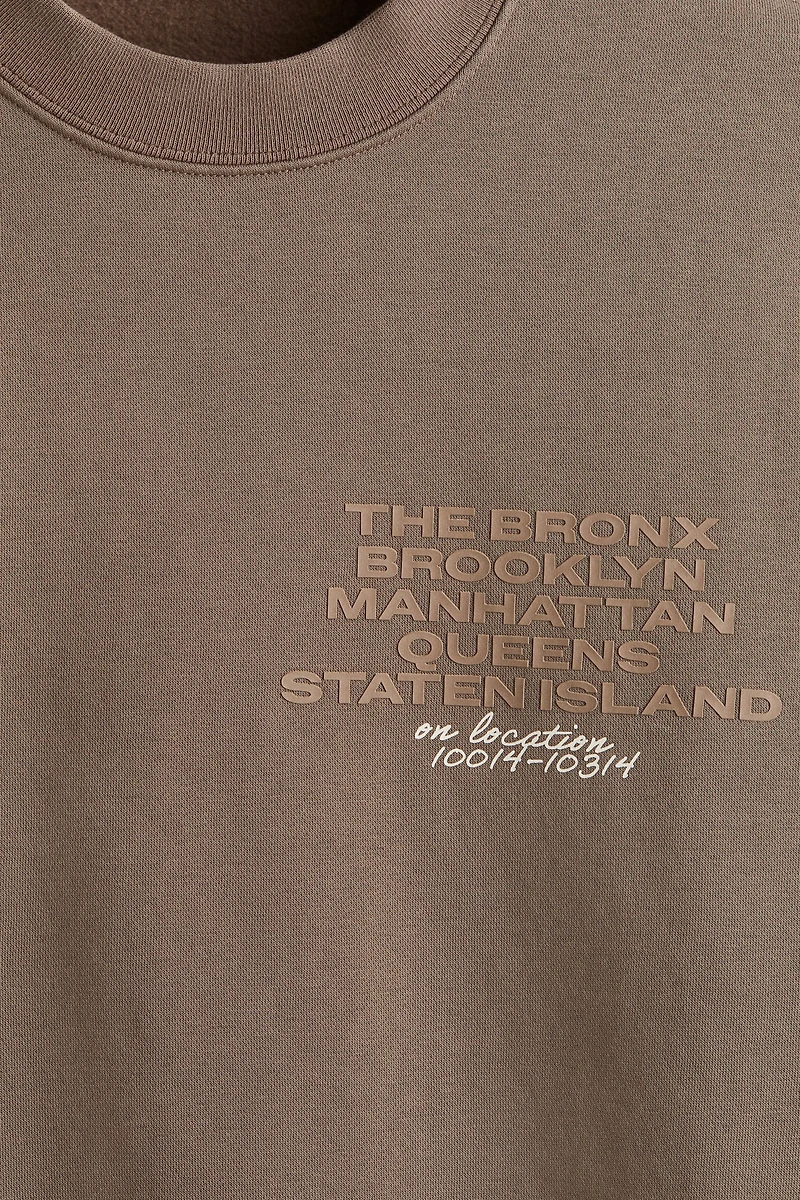 THE BRONX
BROOKLYN
MANHATTAN
QUEENS
STATEN ISLAND
on location
10014-10314